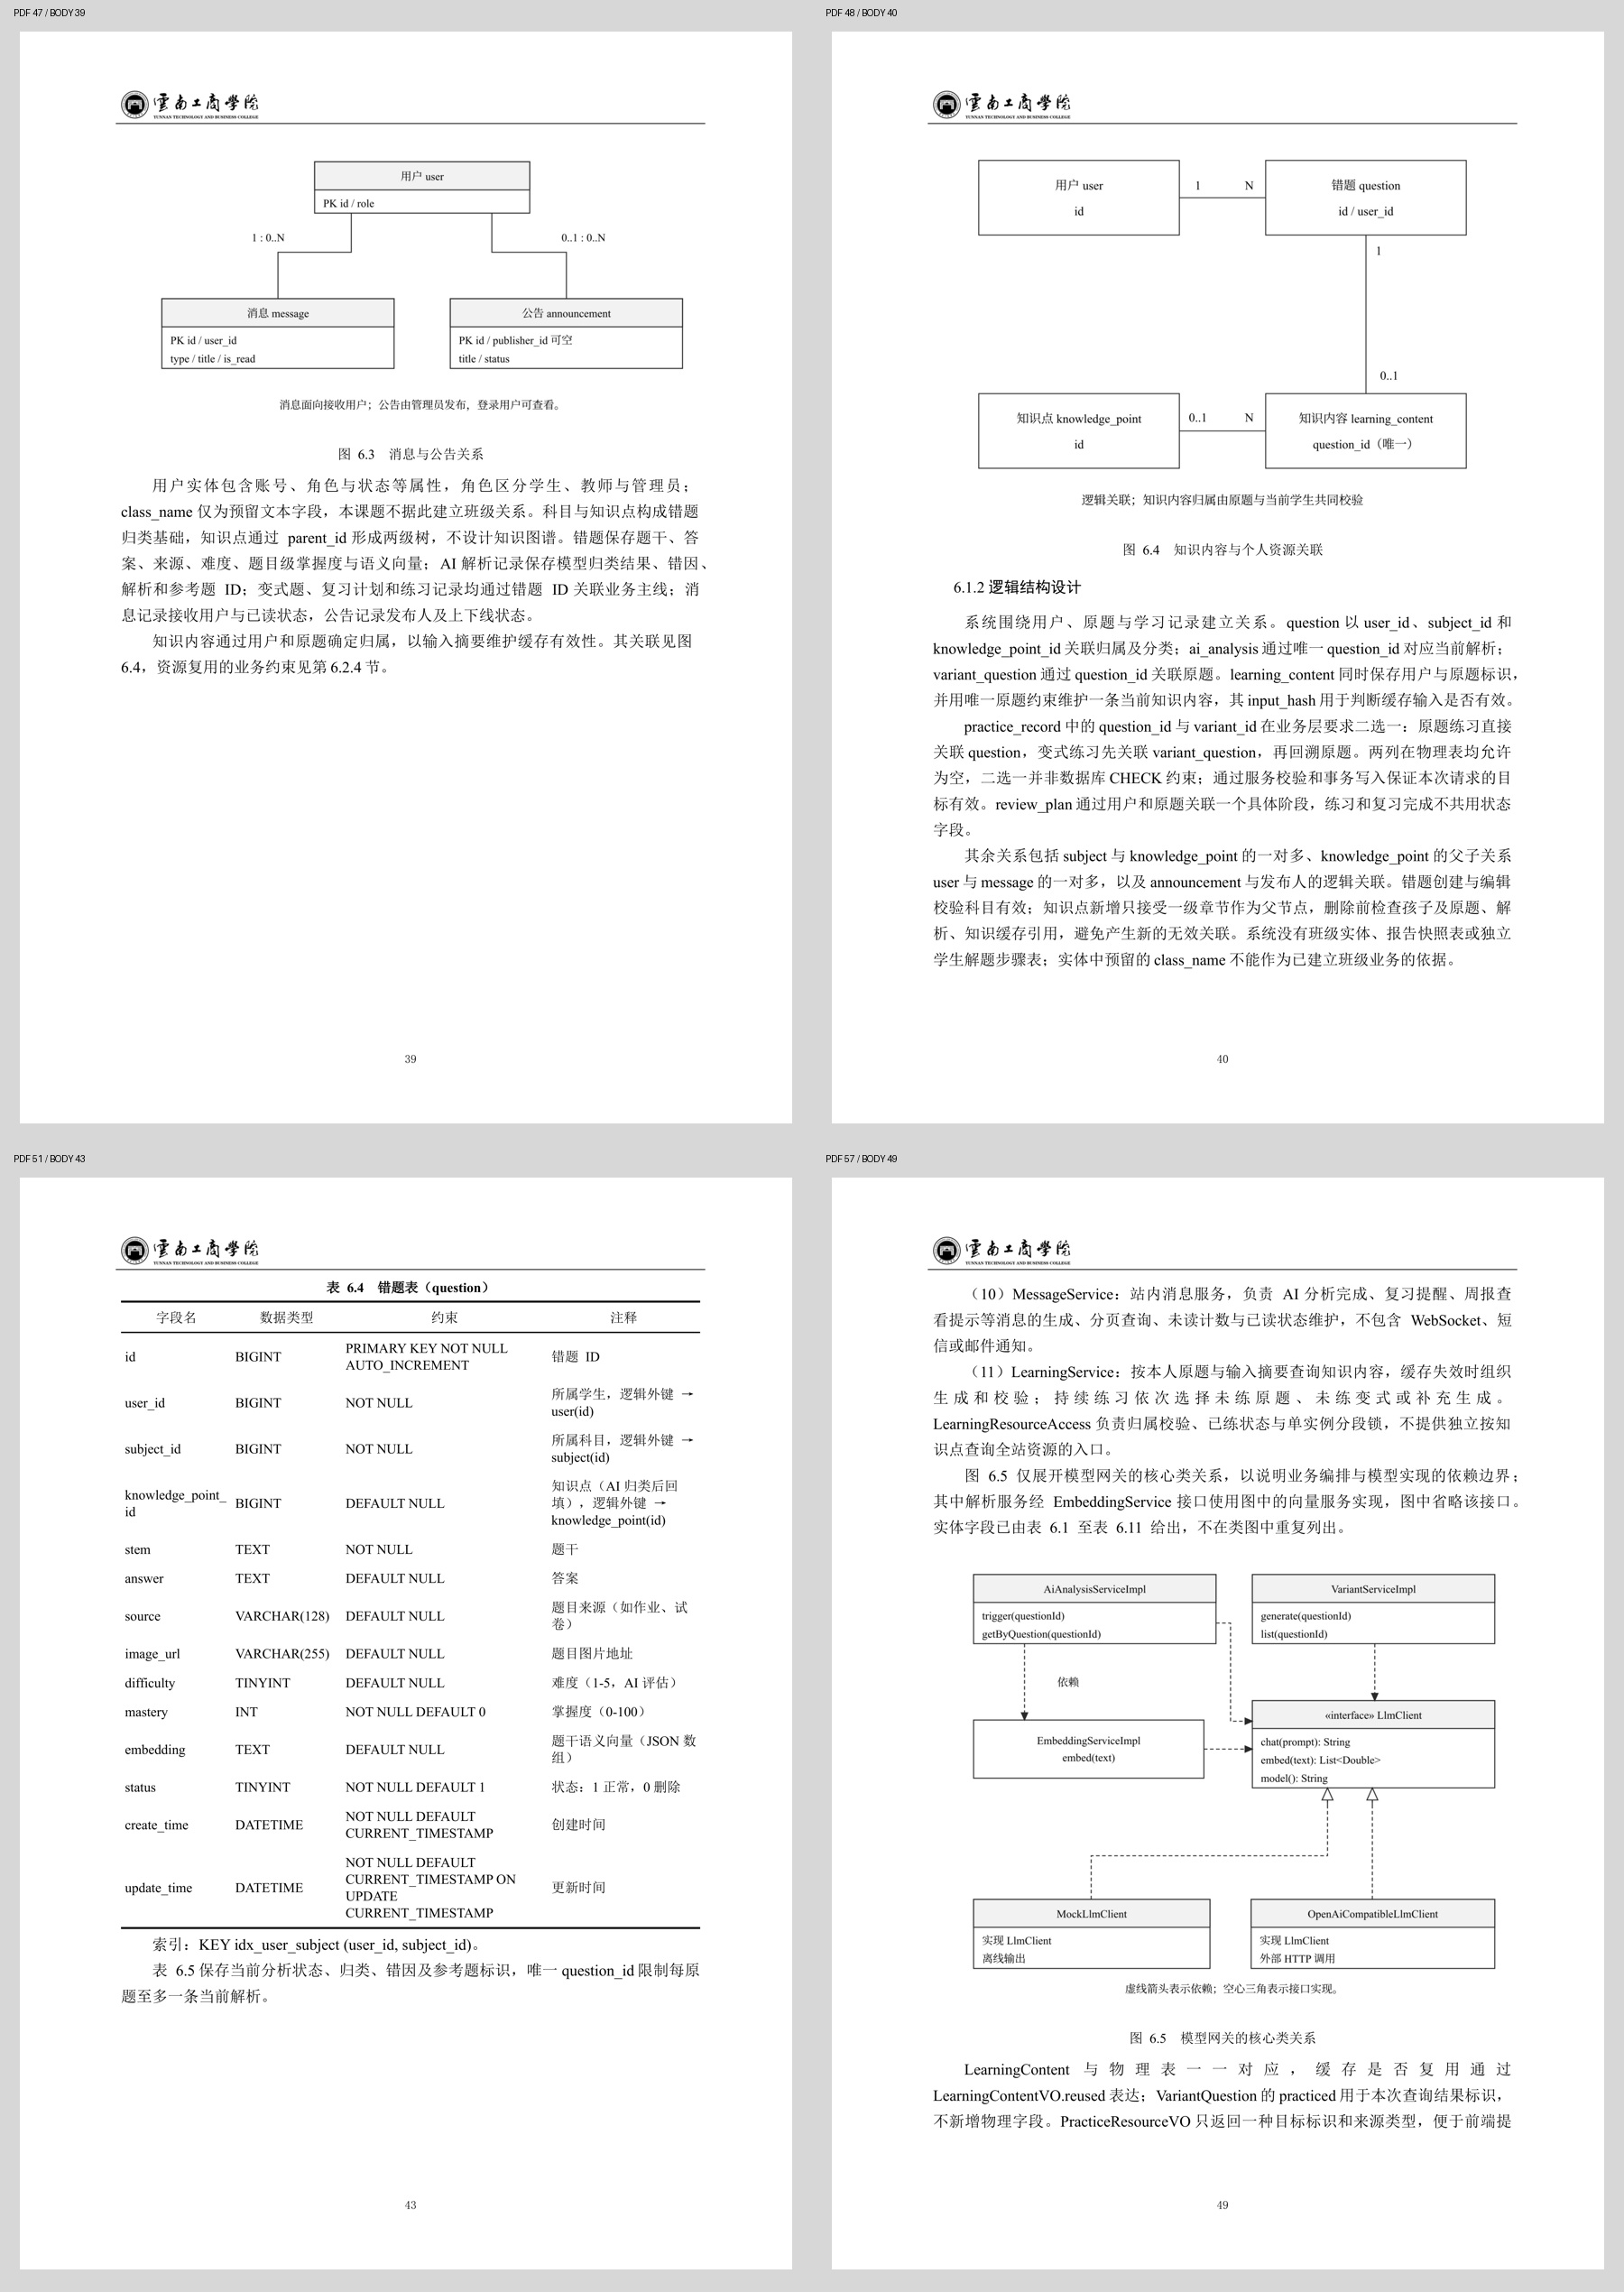 PDF 47 / BODY 39
雲南工商學院
YUNNAN TECHNOLOGY AND BUSINESS COLLEGE
用户 user
PK id / role
1 : 0..N
0..1 : 0..N
消息 message
PK id / user_id
type / title / is_read
公告 announcement
PK id / publisher_id 可空
title / status
消息面向接收用户；公告由管理员发布，登录用户可查看。
图 6.3 消息与公告关系
用户实体包含账号、角色与状态等属性，角色区分学生、教师与管理员；
class_name 仅为预留文本字段，本课题不据此建立班级关系。科目与知识点构成错题
归类基础，知识点通过 parent_id 形成两级树，不设计知识图谱。错题保存题干、答
案、来源、难度、题目级掌握度与语义向量；AI 解析记录保存模型归类结果、错因、
解析和参考题 ID；变式题、复习计划和练习记录均通过错题 ID 关联业务主线；消
息记录接收用户与已读状态，公告记录发布人及上下线状态。
知识内容通过用户和原题确定归属，以输入摘要维护缓存有效性。其关联见图
6.4，资源复用的业务约束见第 6.2.4 节。
39
PDF 48 / BODY 40
雲南工商學院
YUNNAN TECHNOLOGY AND BUSINESS COLLEGE
用户 user
id
1
N
错题 question
id / user_id
1
0..1
知识点 knowledge_point
id
0..1
N
知识内容 learning_content
question_id（唯一）
逻辑关联；知识内容归属由原题与当前学生共同校验
图 6.4 知识内容与个人资源关联
6.1.2 逻辑结构设计
系统围绕用户、原题与学习记录建立关系。question 以 user_id、subject_id 和
knowledge_point_id 关联归属及分类；ai_analysis 通过唯一 question_id 对应当前解析；
variant_question 通过 question_id 关联原题。learning_content 同时保存用户与原题标识，
并用唯一原题约束维护一条当前知识内容，其 input_hash 用于判断缓存输入是否有效。
practice_record 中的 question_id 与 variant_id 在业务层要求二选一：原题练习直接
关联 question，变式练习先关联 variant_question，再回溯原题。两列在物理表均允许
为空，二选一并非数据库 CHECK 约束；通过服务校验和事务写入保证本次请求的目
标有效。review_plan 通过用户和原题关联一个具体阶段，练习和复习完成不共用状态
字段。
其余关系包括 subject 与 knowledge_point 的一对多、knowledge_point 的父子关系
user 与 message 的一对多，以及 announcement 与发布人的逻辑关联。错题创建与编辑
校验科目有效；知识点新增只接受一级章节作为父节点，删除前检查孩子及原题、解
析、知识缓存引用，避免产生新的无效关联。系统没有班级实体、报告快照表或独立
学生解题步骤表；实体中预留的 class_name 不能作为已建立班级业务的依据。
40
PDF 51 / BODY 43
雲南工商學院
YUNNAN TECHNOLOGY AND BUSINESS COLLEGE
表 6.4 错题表（question）
字段名 数据类型 约束 注释
id BIGINT PRIMARY KEY NOT NULL AUTO_INCREMENT 错题 ID
user_id BIGINT NOT NULL 所属学生，逻辑外键 → user(id)
subject_id BIGINT NOT NULL 所属科目，逻辑外键 → subject(id)
knowledge_point_id BIGINT DEFAULT NULL 知识点（AI 归类后回填），逻辑外键 → knowledge_point(id)
stem TEXT NOT NULL 题干
answer TEXT DEFAULT NULL 答案
source VARCHAR(128) DEFAULT NULL 题目来源（如作业、试卷）
image_url VARCHAR(255) DEFAULT NULL 题目图片地址
difficulty TINYINT DEFAULT NULL 难度（1-5，AI 评估）
mastery INT NOT NULL DEFAULT 0 掌握度（0-100）
embedding TEXT DEFAULT NULL 题干语义向量（JSON 数组）
status TINYINT NOT NULL DEFAULT 1 状态：1 正常，0 删除
create_time DATETIME NOT NULL DEFAULT CURRENT_TIMESTAMP 创建时间
update_time DATETIME NOT NULL DEFAULT CURRENT_TIMESTAMP ON UPDATE CURRENT_TIMESTAMP 更新时间
索引：KEY idx_user_subject (user_id, subject_id)。
表 6.5 保存当前分析状态、归类、错因及参考题标识，唯一 question_id 限制每原
题至多一条当前解析。
43
PDF 57 / BODY 49
雲南工商學院
YUNNAN TECHNOLOGY AND BUSINESS COLLEGE
（10）MessageService：站内消息服务，负责 AI 分析完成、复习提醒、周报查
看提示等消息的生成、分页查询、未读计数与已读状态维护，不包含 WebSocket、短
信或邮件通知。
（11）LearningService：按本人原题与输入摘要查询知识内容，缓存失效时组织
生成和校验；持续练习依次选择未练原题、未练变式或补充生成。
LearningResourceAccess 负责归属校验、已练状态与单实例分段锁，不提供独立按知
识点查询全站资源的入口。
图 6.5 仅展开模型网关的核心类关系，以说明业务编排与模型实现的依赖边界；
其中解析服务经 EmbeddingService 接口使用图中的向量服务实现，图中省略该接口。
实体字段已由表 6.1 至表 6.11 给出，不在类图中重复列出。
AiAnalysisServiceImpl
trigger(questionId)
getByQuestion(questionId)
VariantServiceImpl
generate(questionId)
list(questionId)
依赖
EmbeddingServiceImpl
embed(text)
«interface» LlmClient
chat(prompt): String
embed(text): List<Double>
model(): String
MockLlmClient
实现 LlmClient
离线输出
OpenAiCompatibleLlmClient
实现 LlmClient
外部 HTTP 调用
虚线箭头表示依赖；空心三角表示接口实现。
图 6.5 模型网关的核心类关系
LearningContent 与物理表一一对应，缓存是否复用通过
LearningContentVO.reused 表达；VariantQuestion 的 practiced 用于本次查询结果标识，
不新增物理字段。PracticeResourceVO 只返回一种目标标识和来源类型，便于前端提
49